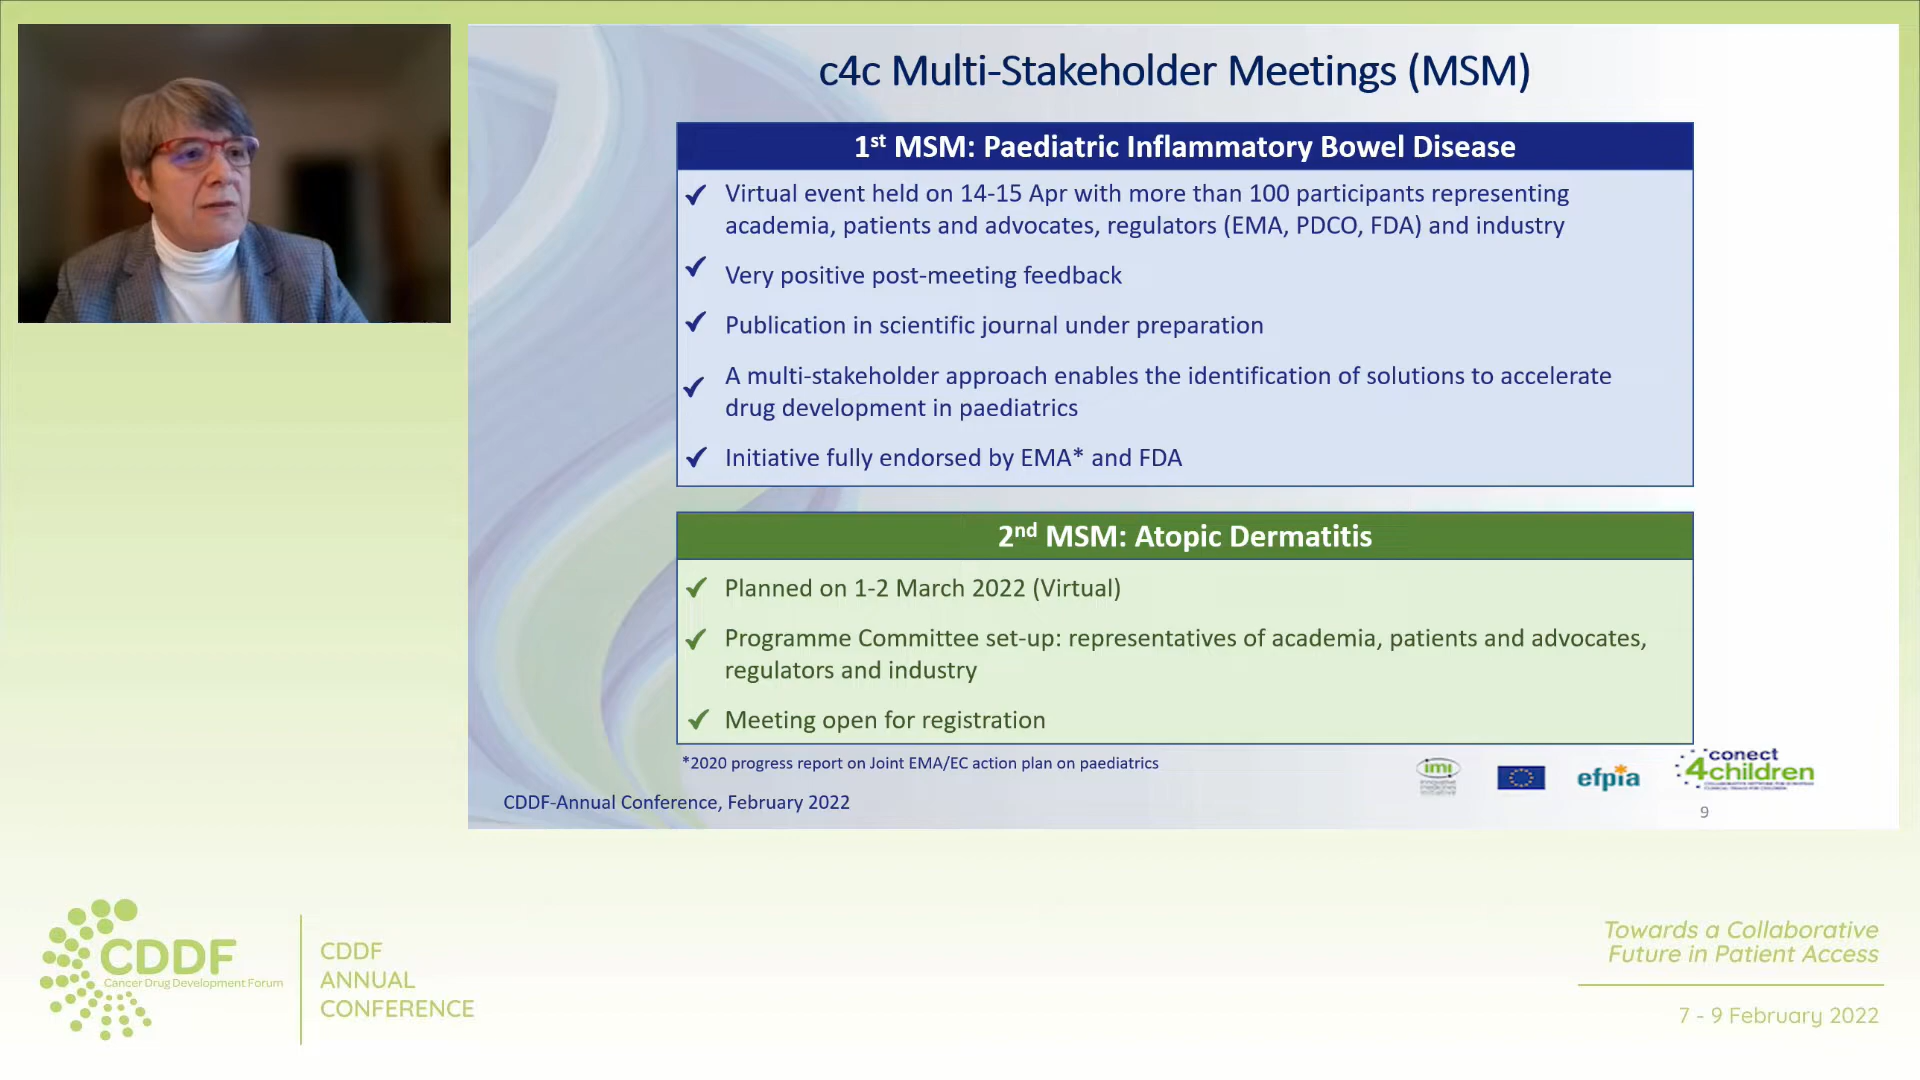 c4c Multi-Stakeholder Meetings (MSM)
1st MSM: Paediatric Inflammatory Bowel Disease
✓ Virtual event held on 14-15 Apr with more than 100 participants representing
academia, patients and advocates, regulators (EMA, PDCO, FDA) and industry
✓ Very positive post-meeting feedback
✓ Publication in scientific journal under preparation
✓ A multi-stakeholder approach enables the identification of solutions to accelerate
drug development in paediatrics
✓ Initiative fully endorsed by EMA* and FDA
2nd MSM: Atopic Dermatitis
✓ Planned on 1-2 March 2022 (Virtual)
✓ Programme Committee set-up: representatives of academia, patients and advocates,
regulators and industry
✓ Meeting open for registration
*2020 progress report on Joint EMA/EC action plan on paediatrics
CDDF-Annual Conference, February 2022
imi
efpia
conect
4children
9
CDDF
Cancer Drug Development Forum
CDDF
ANNUAL
CONFERENCE
Towards a Collaborative
Future in Patient Access
7 - 9 February 2022